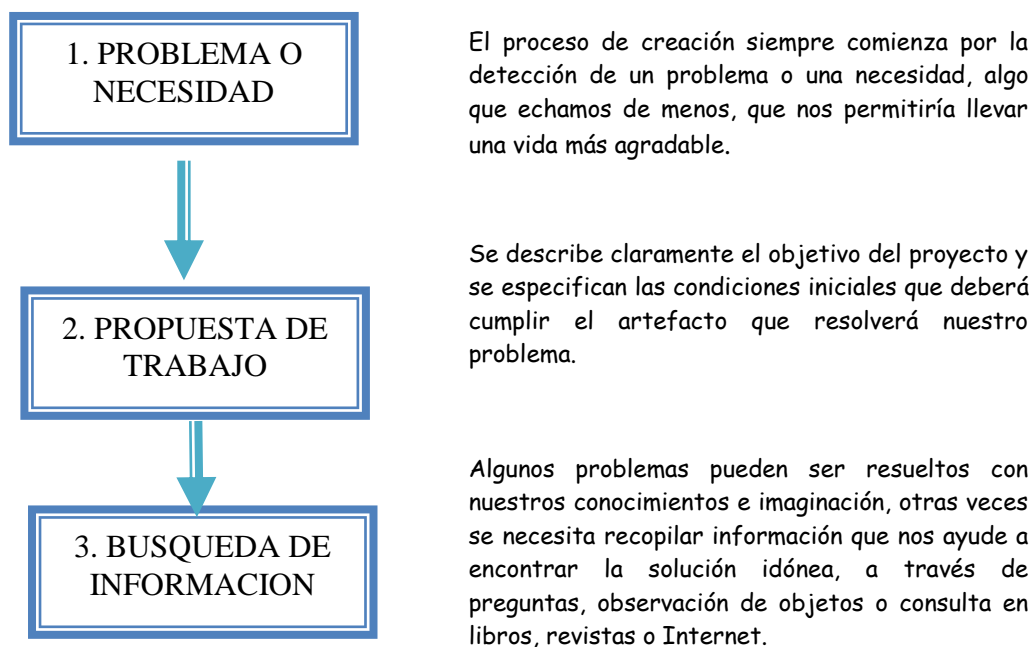 1. PROBLEMA O
NECESIDAD
El proceso de creación siempre comienza por la
detección de un problema o una necesidad, algo
que echamos de menos, que nos permitiría llevar
una vida más agradable.
2. PROPUESTA DE
TRABAJO
Se describe claramente el objetivo del proyecto y
se especifican las condiciones iniciales que deberá
cumplir el artefacto que resolverá nuestro
problema.
3. BUSQUEDA DE
INFORMACION
Algunos problemas pueden ser resueltos con
nuestros conocimientos e imaginación, otras veces
se necesita recopilar información que nos ayude a
encontrar la solución idónea, a través de
preguntas, observación de objetos o consulta en
libros, revistas o Internet.